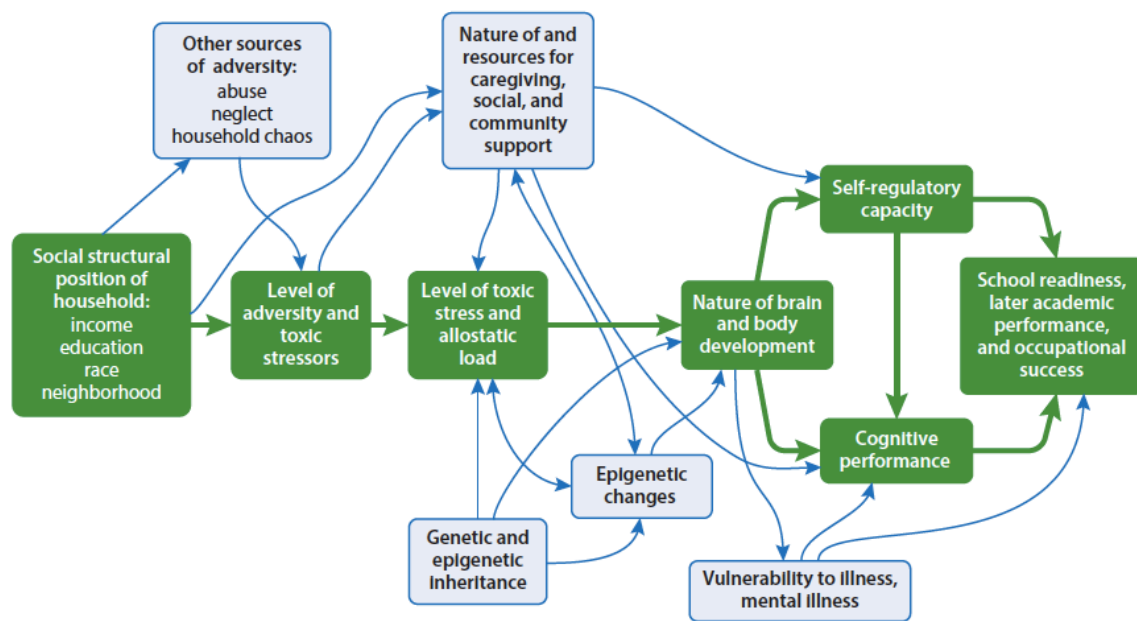 Other sources
of adversity:
abuse
neglect
household chaos
Nature of and
resources for
caregiving,
social, and
community
support
Social structural
position of
household:
income
education
race
neighborhood
Level of
adversity and
toxic
stressors
Level of toxic
stress and
allostatic
load
Nature of brain
and body
development
Self-regulatory
capacity
School readiness,
later academic
performance,
and occupational
success
Cognitive
performance
Epigenetic
changes
Genetic and
epigenetic
inheritance
Vulnerability to illness,
mental illness